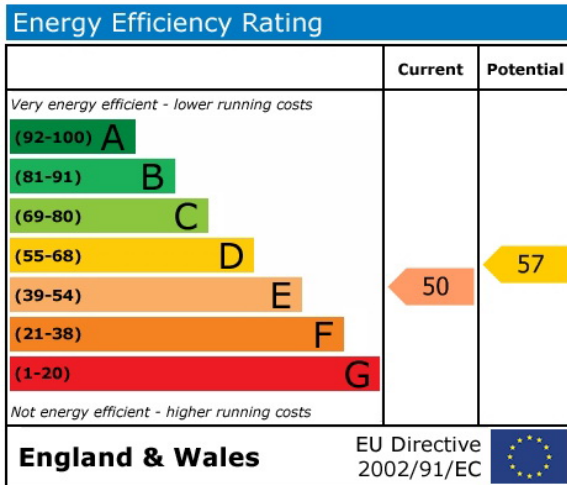 Energy Efficiency Rating
Current Potential
Very energy efficient - lower running costs
(92-100) A
(81-91) B
(69-80) C
(55-68) D
57
(39-54) E
50
(21-38) F
(1-20) G
Not energy efficient - higher running costs
England & Wales
EU Directive
2002/91/EC